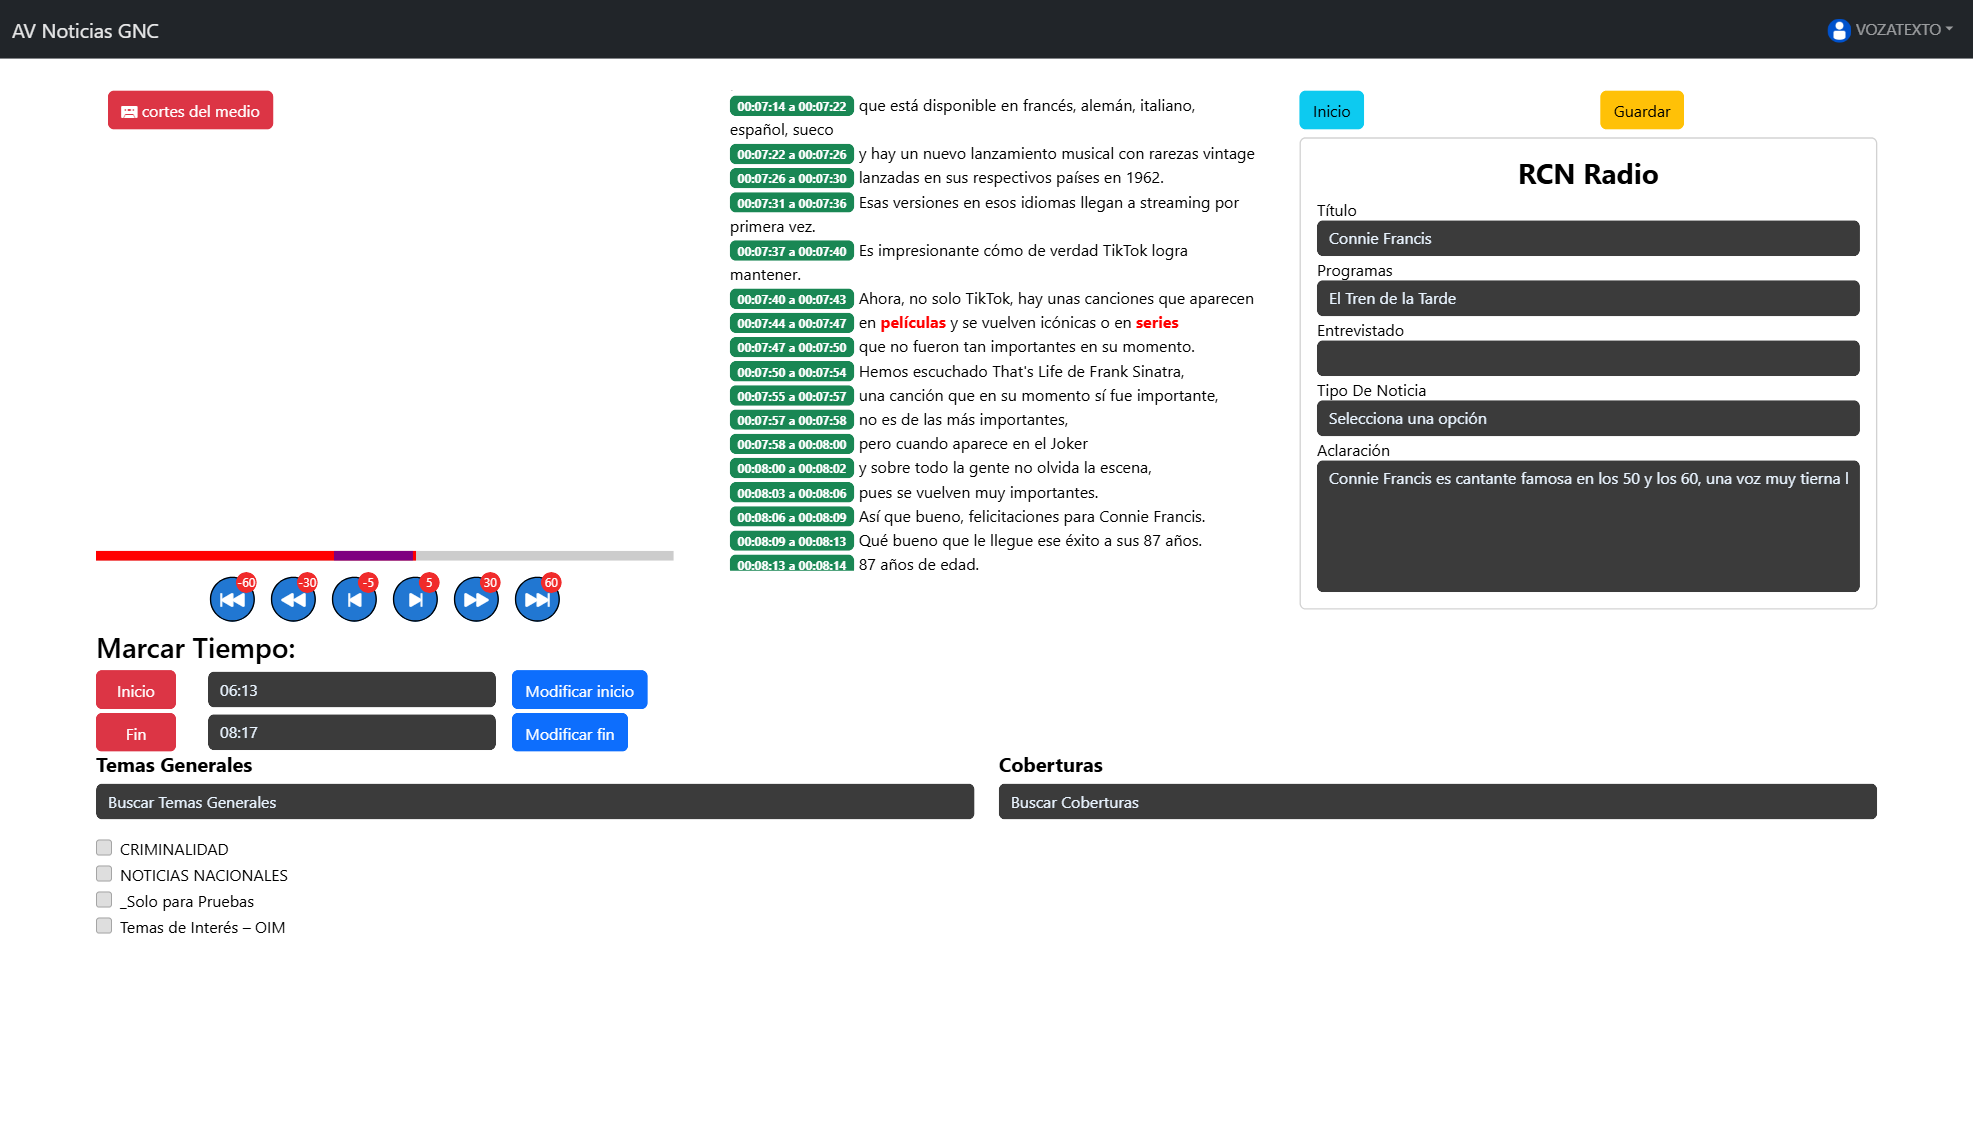 AV Noticias GNC
VOZATEXTO
cortes del medio
00:07:14 a 00:07:22 que está disponible en francés, alemán, italiano,
español, sueco
00:07:22 a 00:07:26 y hay un nuevo lanzamiento musical con rarezas vintage
00:07:26 a 00:07:30 lanzadas en sus respectivos países en 1962.
00:07:31 a 00:07:36 Esas versiones en esos idiomas llegan a streaming por
primera vez.
00:07:37 a 00:07:40 Es impresionante cómo de verdad TikTok logra
mantener.
00:07:40 a 00:07:43 Ahora, no solo TikTok, hay unas canciones que aparecen
00:07:44 a 00:07:47 en películas y se vuelven icónicas o en series
00:07:47 a 00:07:50 que no fueron tan importantes en su momento.
00:07:50 a 00:07:54 Hemos escuchado That's Life de Frank Sinatra,
00:07:55 a 00:07:57 una canción que en su momento sí fue importante,
00:07:57 a 00:07:58 no es de las más importantes,
00:07:58 a 00:08:00 pero cuando aparece en el Joker
00:08:00 a 00:08:02 y sobre todo la gente no olvida la escena,
00:08:03 a 00:08:06 pues se vuelven muy importantes.
00:08:06 a 00:08:09 Así que bueno, felicitaciones para Connie Francis.
00:08:09 a 00:08:13 Qué bueno que le llegue ese éxito a sus 87 años.
00:08:13 a 00:08:14 87 años de edad.
Inicio
Guardar
RCN Radio
Título
Connie Francis
Programas
El Tren de la Tarde
Entrevistado
Tipo De Noticia
Selecciona una opción
Aclaración
Connie Francis es cantante famosa en los 50 y los 60, una voz muy tierna l
-60
-30
-5
5
30
60
Marcar Tiempo:
Inicio
06:13
Modificar inicio
Fin
08:17
Modificar fin
Temas Generales
Buscar Temas Generales
CRIMINALIDAD
NOTICIAS NACIONALES
_Solo para Pruebas
Temas de Interés – OIM
Coberturas
Buscar Coberturas